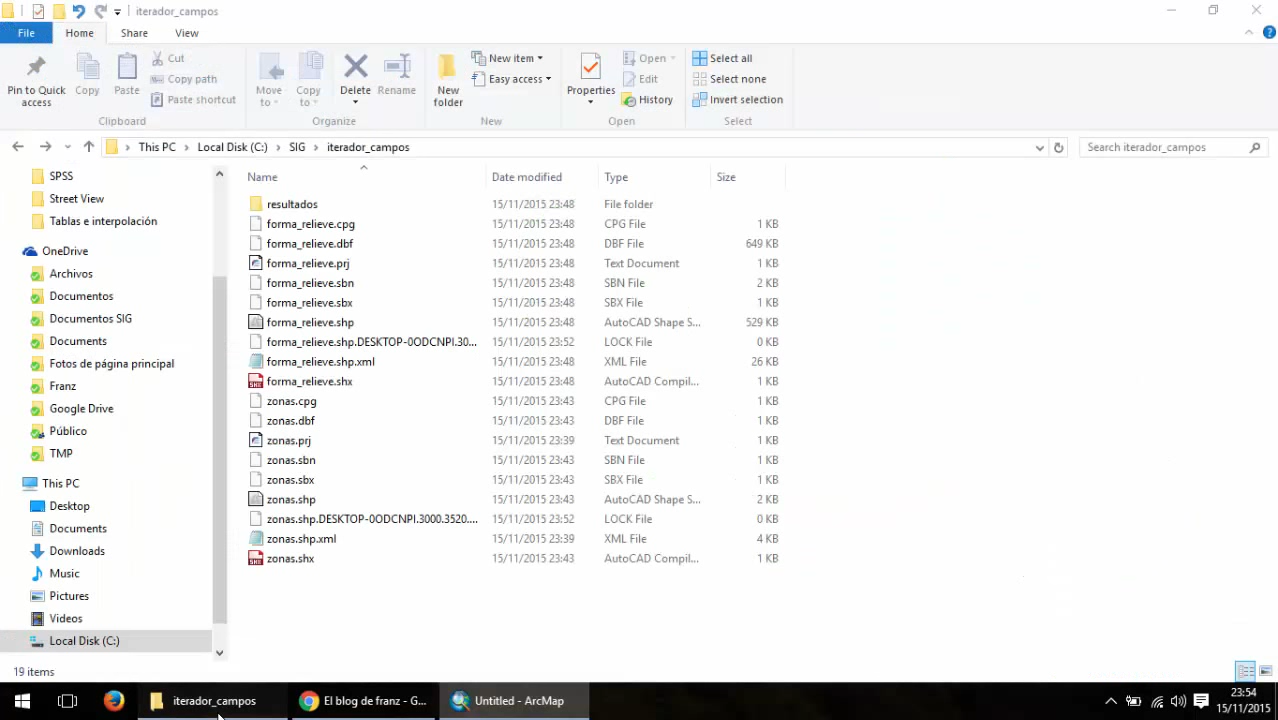 iterador_campos
File Home Share View
Pin to Quick access
Copy
Paste
Cut
Copy path
Paste shortcut
Clipboard
Move to
Copy to
Delete
Rename
Organize
New folder
New item
Easy access
New
Properties
Open
Edit
History
Open
Select all
Select none
Invert selection
Select
This PC Local Disk (C:) SIG iterador_campos
Search iterador_campos
SPSS
Street View
Tablas e interpolación
OneDrive
Archivos
Documentos
Documentos SIG
Documents
Fotos de página principal
Franz
Google Drive
Público
TMP
This PC
Desktop
Documents
Downloads
Music
Pictures
Videos
Local Disk (C:)
Name Date modified Type Size
resultados 15/11/2015 23:48 File folder
forma_relieve.cpg 15/11/2015 23:48 CPG File 1 KB
forma_relieve.dbf 15/11/2015 23:48 DBF File 649 KB
forma_relieve.prj 15/11/2015 23:48 Text Document 1 KB
forma_relieve.sbn 15/11/2015 23:48 SBN File 2 KB
forma_relieve.sbx 15/11/2015 23:48 SBX File 1 KB
forma_relieve.shp 15/11/2015 23:48 AutoCAD Shape S... 529 KB
forma_relieve.shp.DESKTOP-0ODCNPI.30... 15/11/2015 23:52 LOCK File 0 KB
forma_relieve.shp.xml 15/11/2015 23:48 XML File 26 KB
forma_relieve.shx 15/11/2015 23:48 AutoCAD Compil... 1 KB
zonas.cpg 15/11/2015 23:43 CPG File 1 KB
zonas.dbf 15/11/2015 23:43 DBF File 1 KB
zonas.prj 15/11/2015 23:39 Text Document 1 KB
zonas.sbn 15/11/2015 23:43 SBN File 1 KB
zonas.sbx 15/11/2015 23:43 SBX File 1 KB
zonas.shp 15/11/2015 23:43 AutoCAD Shape S... 2 KB
zonas.shp.DESKTOP-0ODCNPI.3000.3520.... 15/11/2015 23:52 LOCK File 0 KB
zonas.shp.xml 15/11/2015 23:39 XML File 4 KB
zonas.shx 15/11/2015 23:43 AutoCAD Compil... 1 KB
19 items
iterador_campos
El blog de franz - G...
Untitled - ArcMap
23:54
15/11/2015